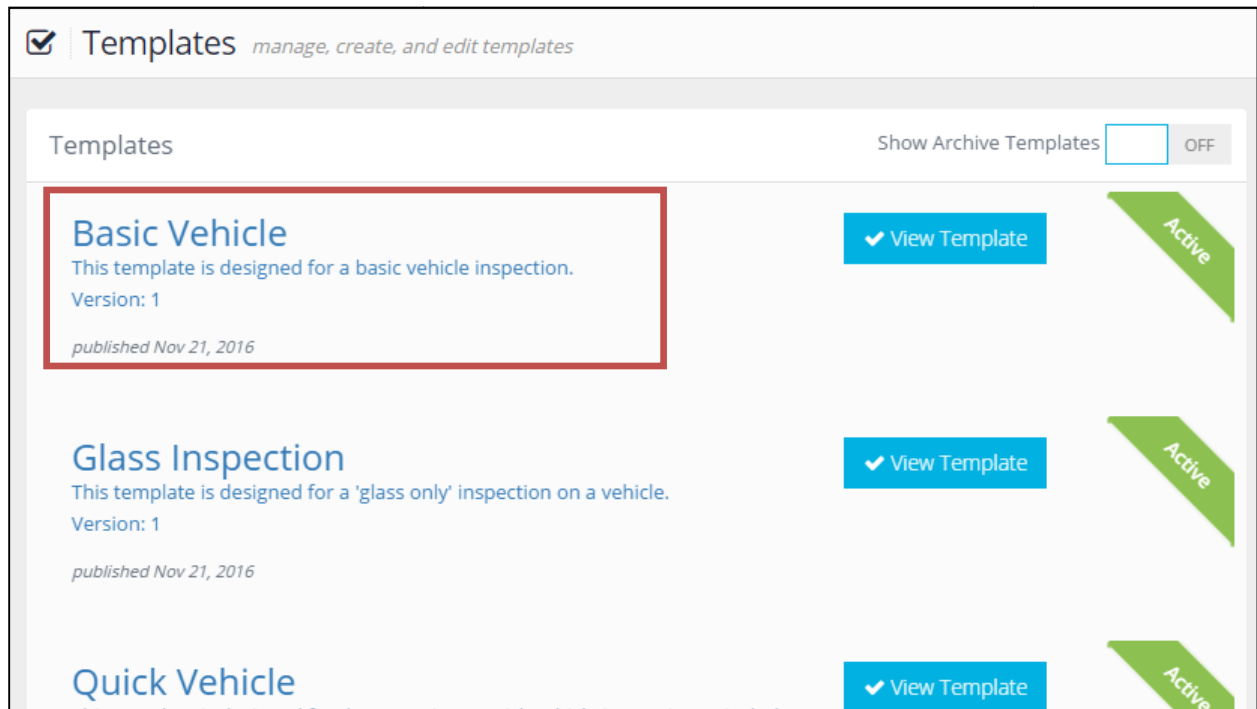 Templates manage, create, and edit templates
Templates
Show Archive Templates OFF
Basic Vehicle
This template is designed for a basic vehicle inspection.
Version: 1
published Nov 21, 2016
View Template
Active
Glass Inspection
This template is designed for a 'glass only' inspection on a vehicle.
Version: 1
published Nov 21, 2016
View Template
Active
Quick Vehicle
View Template
Active